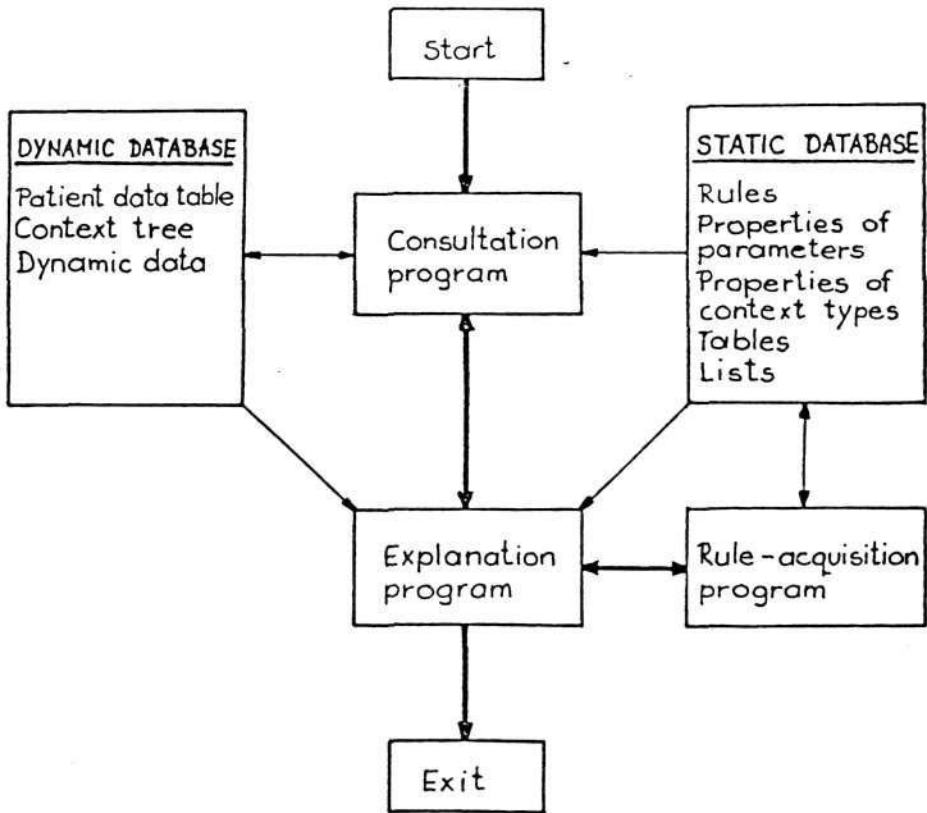 Start
DYNAMIC DATABASE
Patient data table
Context tree
Dynamic data
Consultation
program
STATIC DATABASE
Rules
Properties of
parameters
Properties of
context types
Tables
Lists
Explanation
program
Rule-acquisition
program
Exit